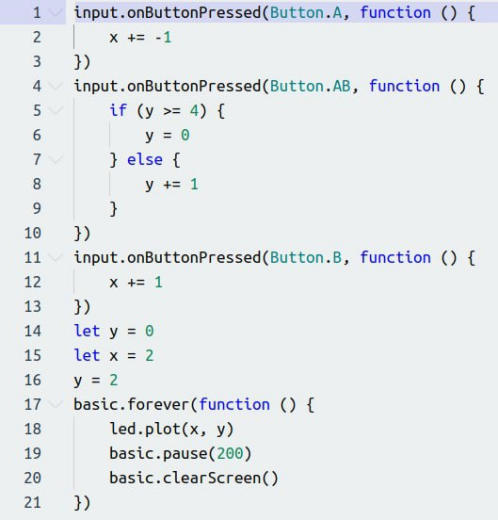 1 input.onButtonPressed(Button.A, function () {
2     x += -1
3 })
4 input.onButtonPressed(Button.AB, function () {
5     if (y >= 4) {
6         y = 0
7     } else {
8         y += 1
9     }
10 })
11 input.onButtonPressed(Button.B, function () {
12     x += 1
13 })
14 let y = 0
15 let x = 2
16 y = 2
17 basic.forever(function () {
18     led.plot(x, y)
19     basic.pause(200)
20     basic.clearScreen()
21 })